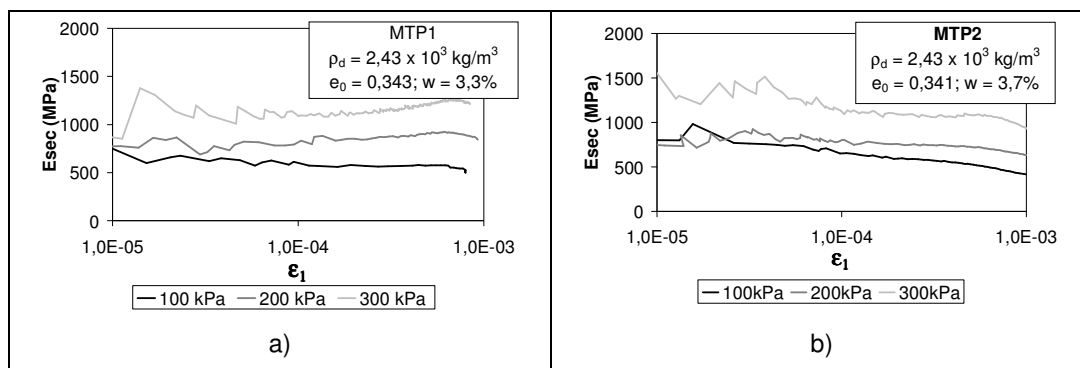 MTP1
ρd = 2,43 x 10³ kg/m³
e0 = 0,343; w = 3,3%
Esec (MPa)
2000
1500
1000
500
0
1,0E-05
1,0E-04
1,0E-03
ε1
100 kPa
200 kPa
300 kPa
a)
MTP2
ρd = 2,43 x 10³ kg/m³
e0 = 0,341; w = 3,7%
Esec (MPa)
2000
1500
1000
500
0
1,0E-05
1,0E-04
1,0E-03
ε1
100kPa
200kPa
300kPa
b)